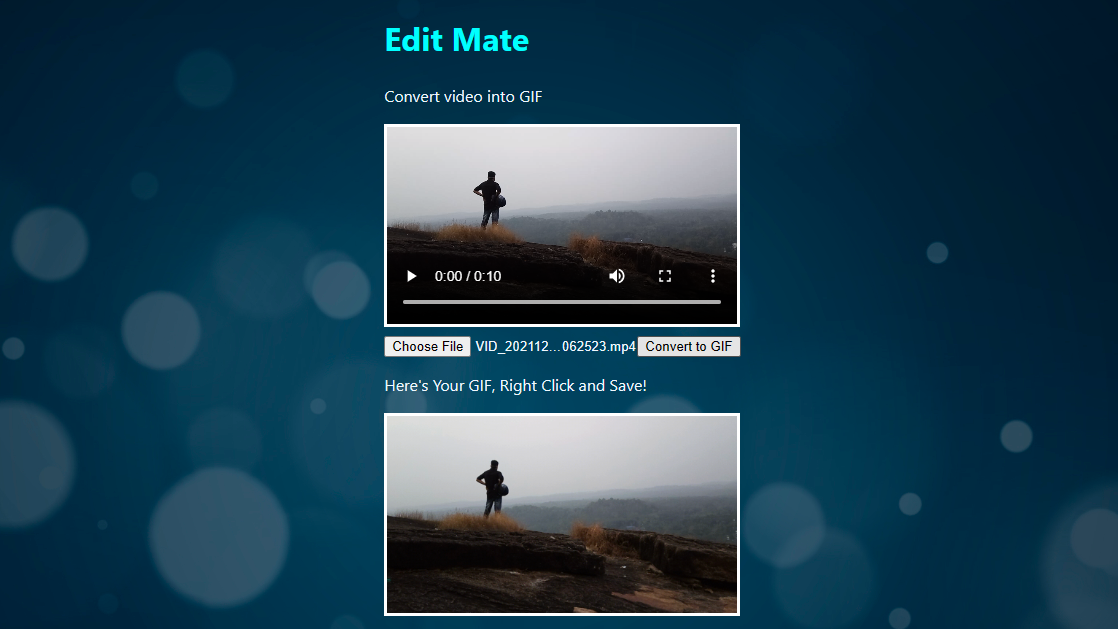 Edit Mate
Convert video into GIF
0:00 / 0:10
Choose File VID_202112...062523.mp4 Convert to GIF
Here's Your GIF, Right Click and Save!